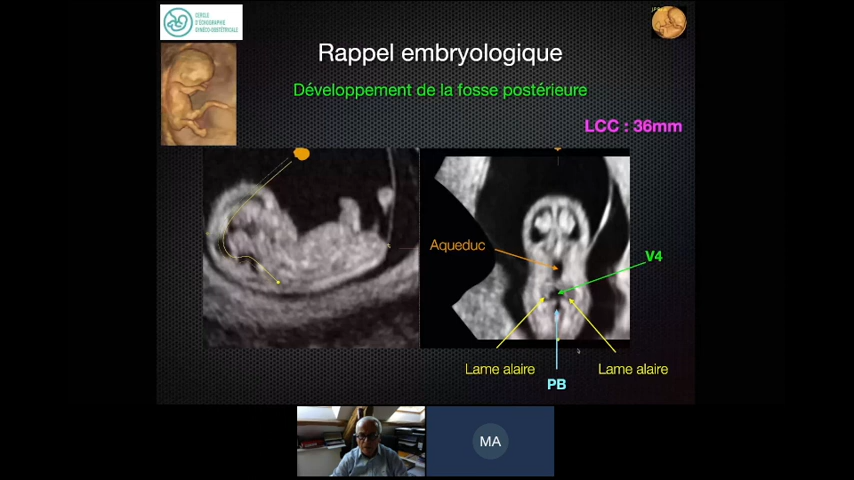 CERCLE
D'ÉCHOGRAPHIE
GYNÉCO-OBSTÉTRICALE
Rappel embryologique
Développement de la fosse postérieure
LCC : 36mm
Aqueduc
V4
Lame alaire
Lame alaire
PB
MA